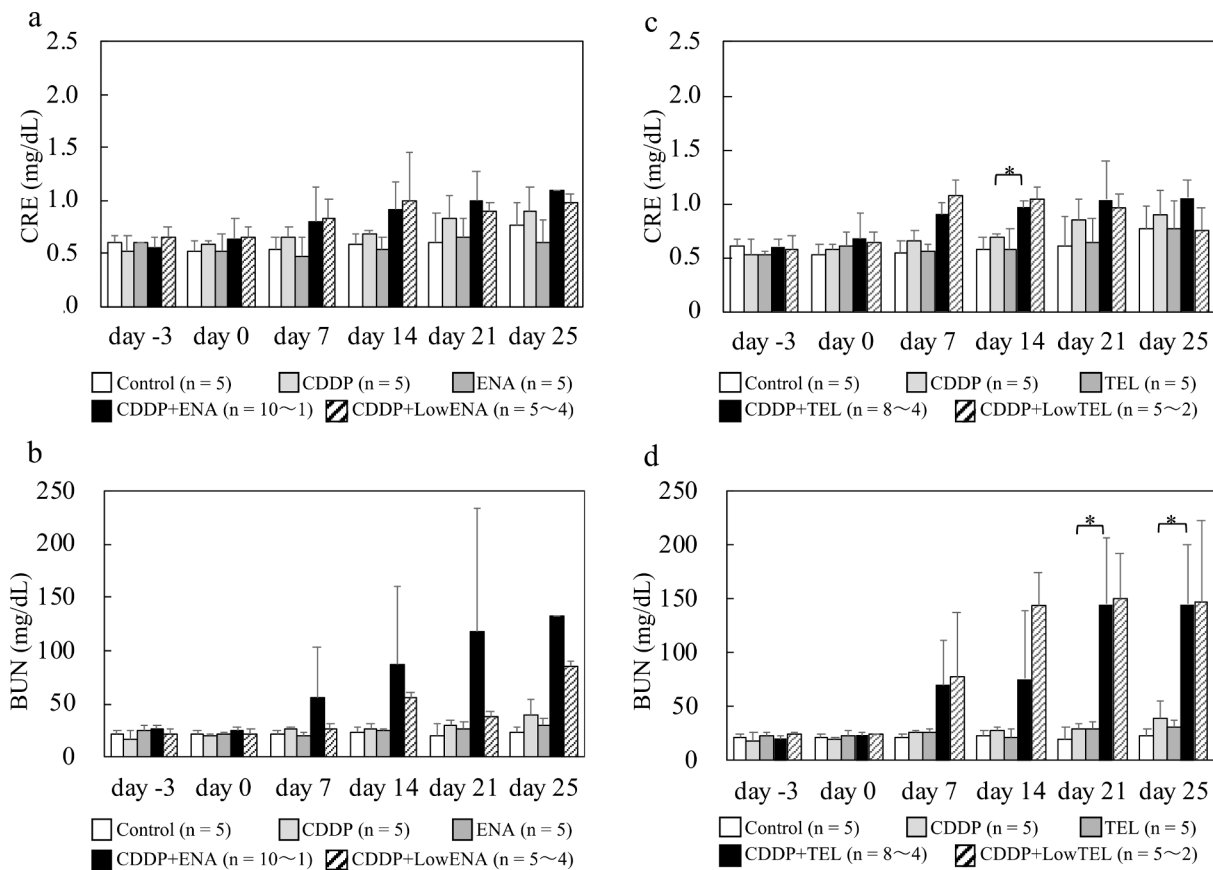 a
CRE (mg/dL)
2.5
2.0
1.5
1.0
0.5
.0
day -3 day 0 day 7 day 14 day 21 day 25
Control (n = 5) CDDP (n = 5) ENA (n = 5)
CDDP+ENA (n = 10～1) CDDP+LowENA (n = 5～4)
c
CRE (mg/dL)
2.5
2.0
1.5
1.0
0.5
0
*
day -3 day 0 day 7 day 14 day 21 day 25
Control (n = 5) CDDP (n = 5) TEL (n = 5)
CDDP+TEL (n = 8～4) CDDP+LowTEL (n = 5～2)
b
BUN (mg/dL)
250
200
150
100
50
0
day -3 day 0 day 7 day 14 day 21 day 25
Control (n = 5) CDDP (n = 5) ENA (n = 5)
CDDP+ENA (n = 10～1) CDDP+LowENA (n = 5～4)
d
BUN (mg/dL)
250
200
150
100
50
0
* *
day -3 day 0 day 7 day 14 day 21 day 25
Control (n = 5) CDDP (n = 5) TEL (n = 5)
CDDP+TEL (n = 8～4) CDDP+LowTEL (n = 5～2)